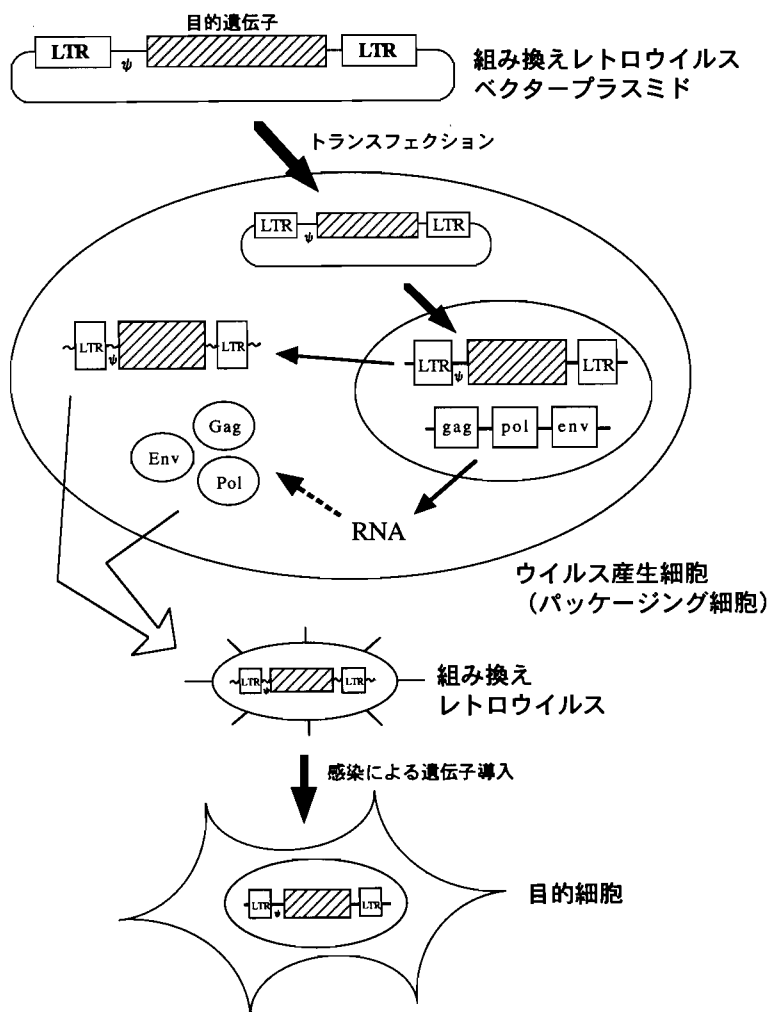 目的遺伝子
LTR
ψ
LTR
組み換えレトロウイルス
ベクタープラスミド
トランスフェクション
LTR
ψ
LTR
LTR
ψ
LTR
LTR
ψ
LTR
gag
pol
env
Gag
Env
Pol
RNA
ウイルス産生細胞
（パッケージング細胞）
LTR
ψ
LTR
組み換え
レトロウイルス
感染による遺伝子導入
LTR
ψ
LTR
目的細胞